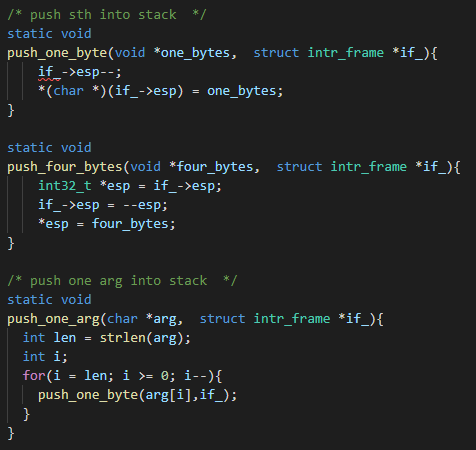 /* push sth into stack  */
static void
push_one_byte(void *one_bytes,  struct intr_frame *if_){
    if_->esp--;
    *(char *)(if_->esp) = one_bytes;
}

static void
push_four_bytes(void *four_bytes,  struct intr_frame *if_){
    int32_t *esp = if_->esp;
    if_->esp = --esp;
    *esp = four_bytes;
}

/* push one arg into stack  */
static void
push_one_arg(char *arg,  struct intr_frame *if_){
  int len = strlen(arg);
  int i;
  for(i = len; i >= 0; i--){
    push_one_byte(arg[i],if_);
  }
}